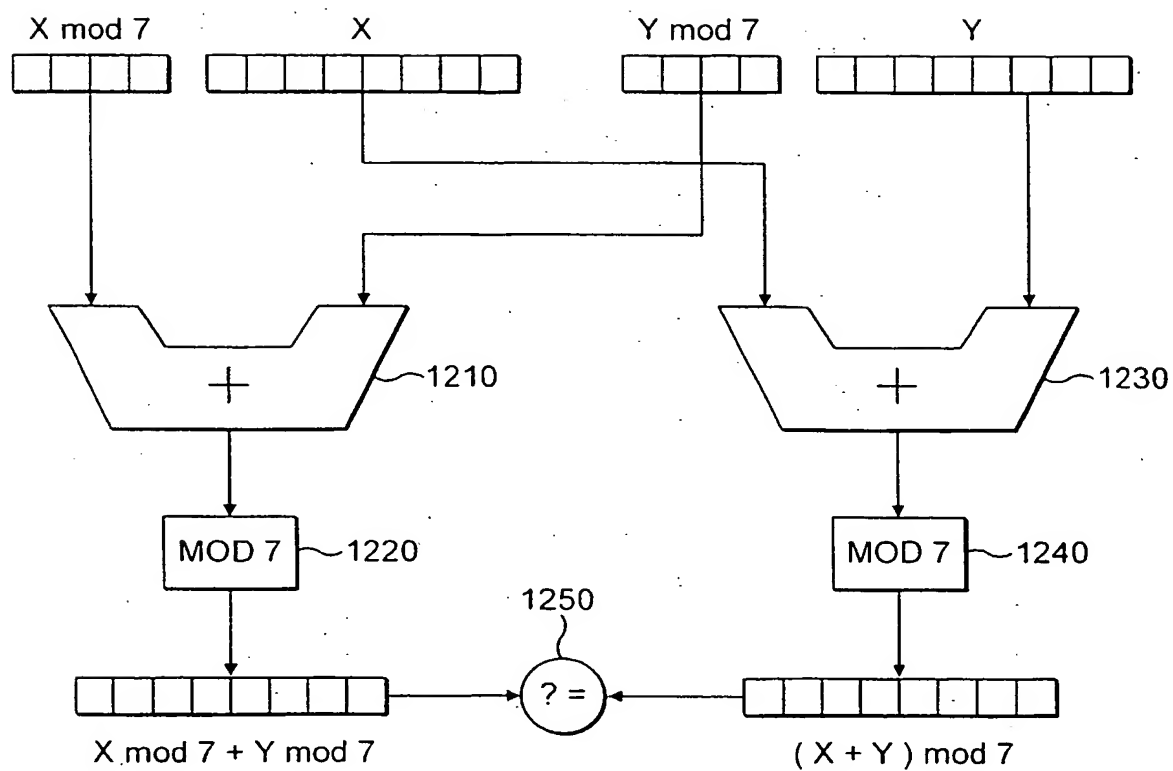 X mod 7
X
Y mod 7
Y
+
1210
+
1230
MOD 7
1220
MOD 7
1240
1250
? =
X mod 7 + Y mod 7
( X + Y ) mod 7